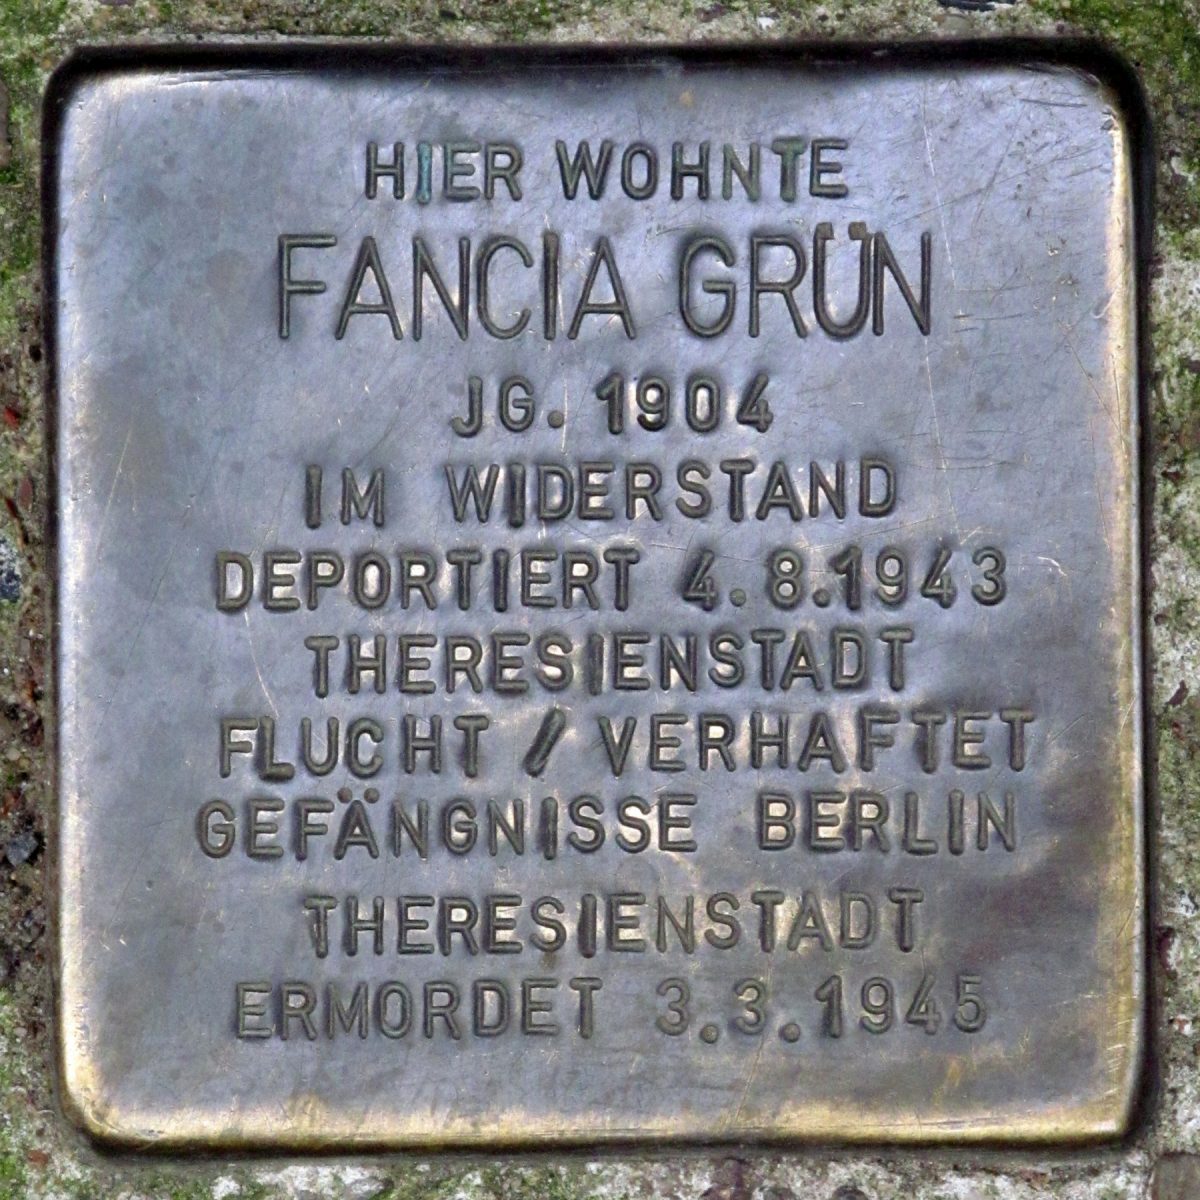 HIER WOHNTE
FANCIA GRÜN
JG. 1904
IM WIDERSTAND
DEPORTIERT 4.8.1943
THERESIENSTADT
FLUCHT / VERHAFTET
GEFÄNGNISSE BERLIN
THERESIENSTADT
ERMORDET 3.3.1945